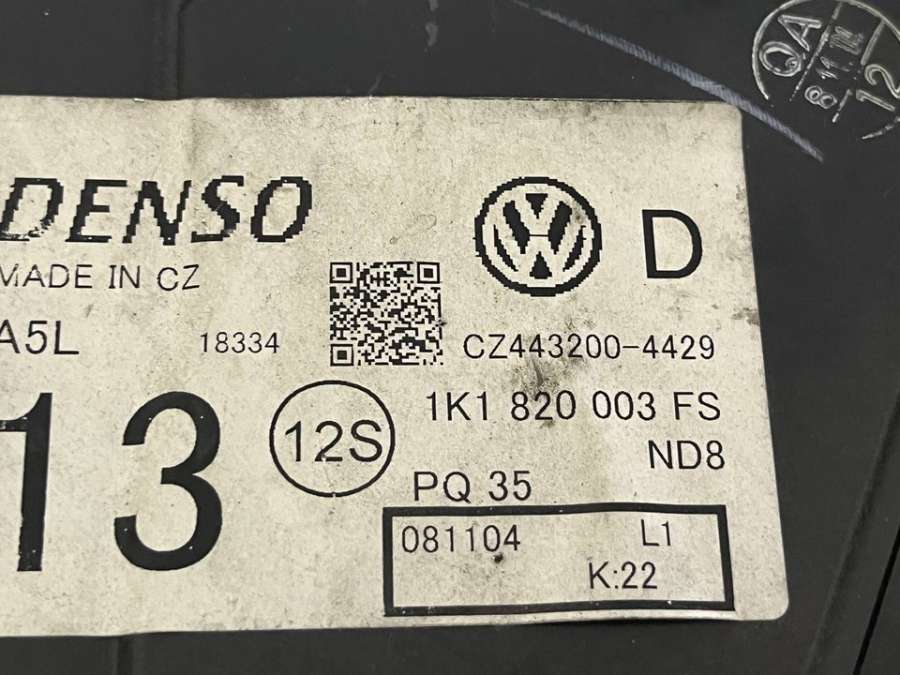 DENSO
MADE IN CZ
VW
D
A5L
18334
CZ443200-4429
13
12S
1K1 820 003 FS
ND8
PQ 35
081104
L1
K:22
QA
12